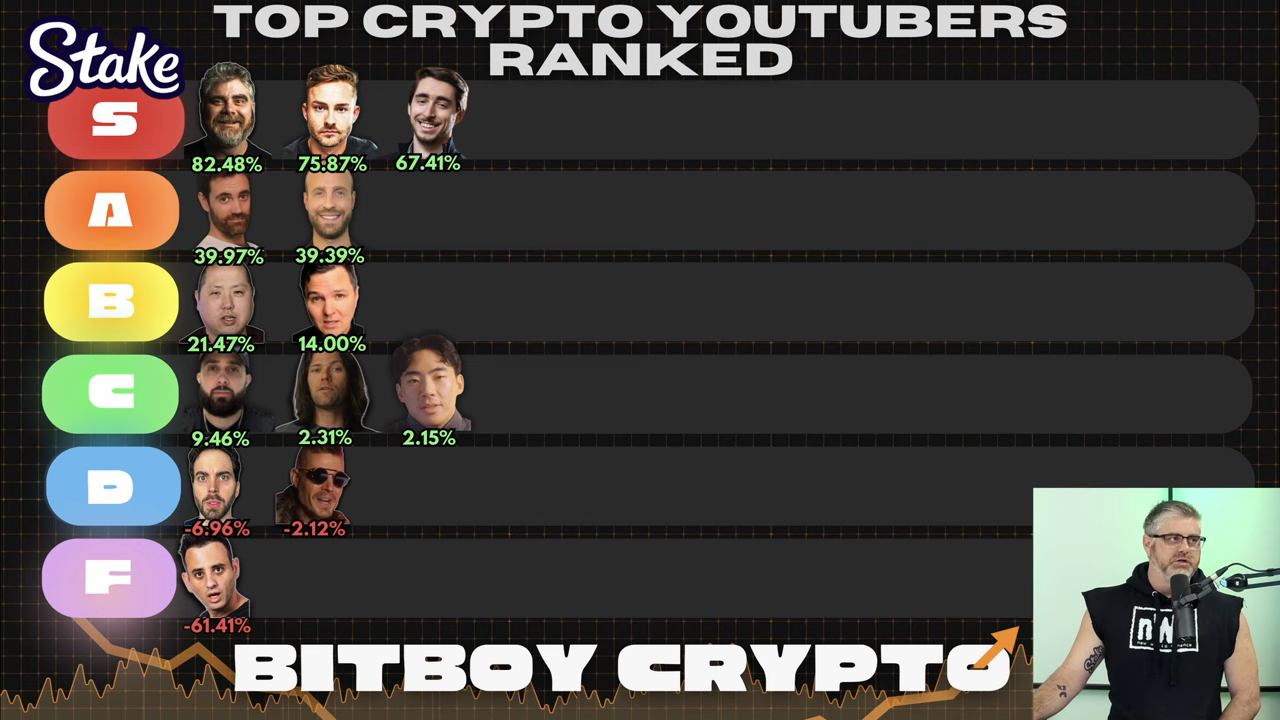 TOP CRYPTO YOUTUBERS
RANKED
Stake
S
82.48%
75.87%
67.41%
A
39.97%
39.39%
B
21.47%
14.00%
C
9.46%
2.31%
2.15%
D
-6.96%
-2.12%
F
-61.41%
BITBOY CRYPTO